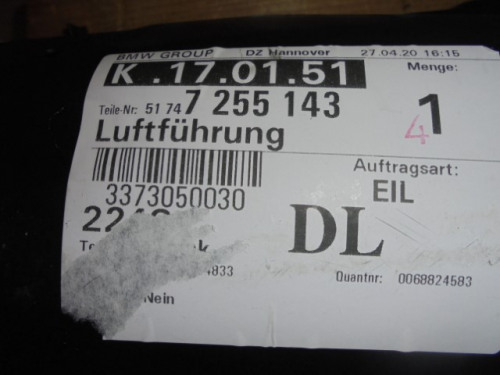 BMW GROUP DZ Hannover 27.04.20 16:15
K .17.01.51 Menge:
Teile-Nr: 51 74 7 255 143 1
4
Luftführung
Auftragsart:
3373050030 EIL
DL
4833 Quantnr: 0068824583
Nein